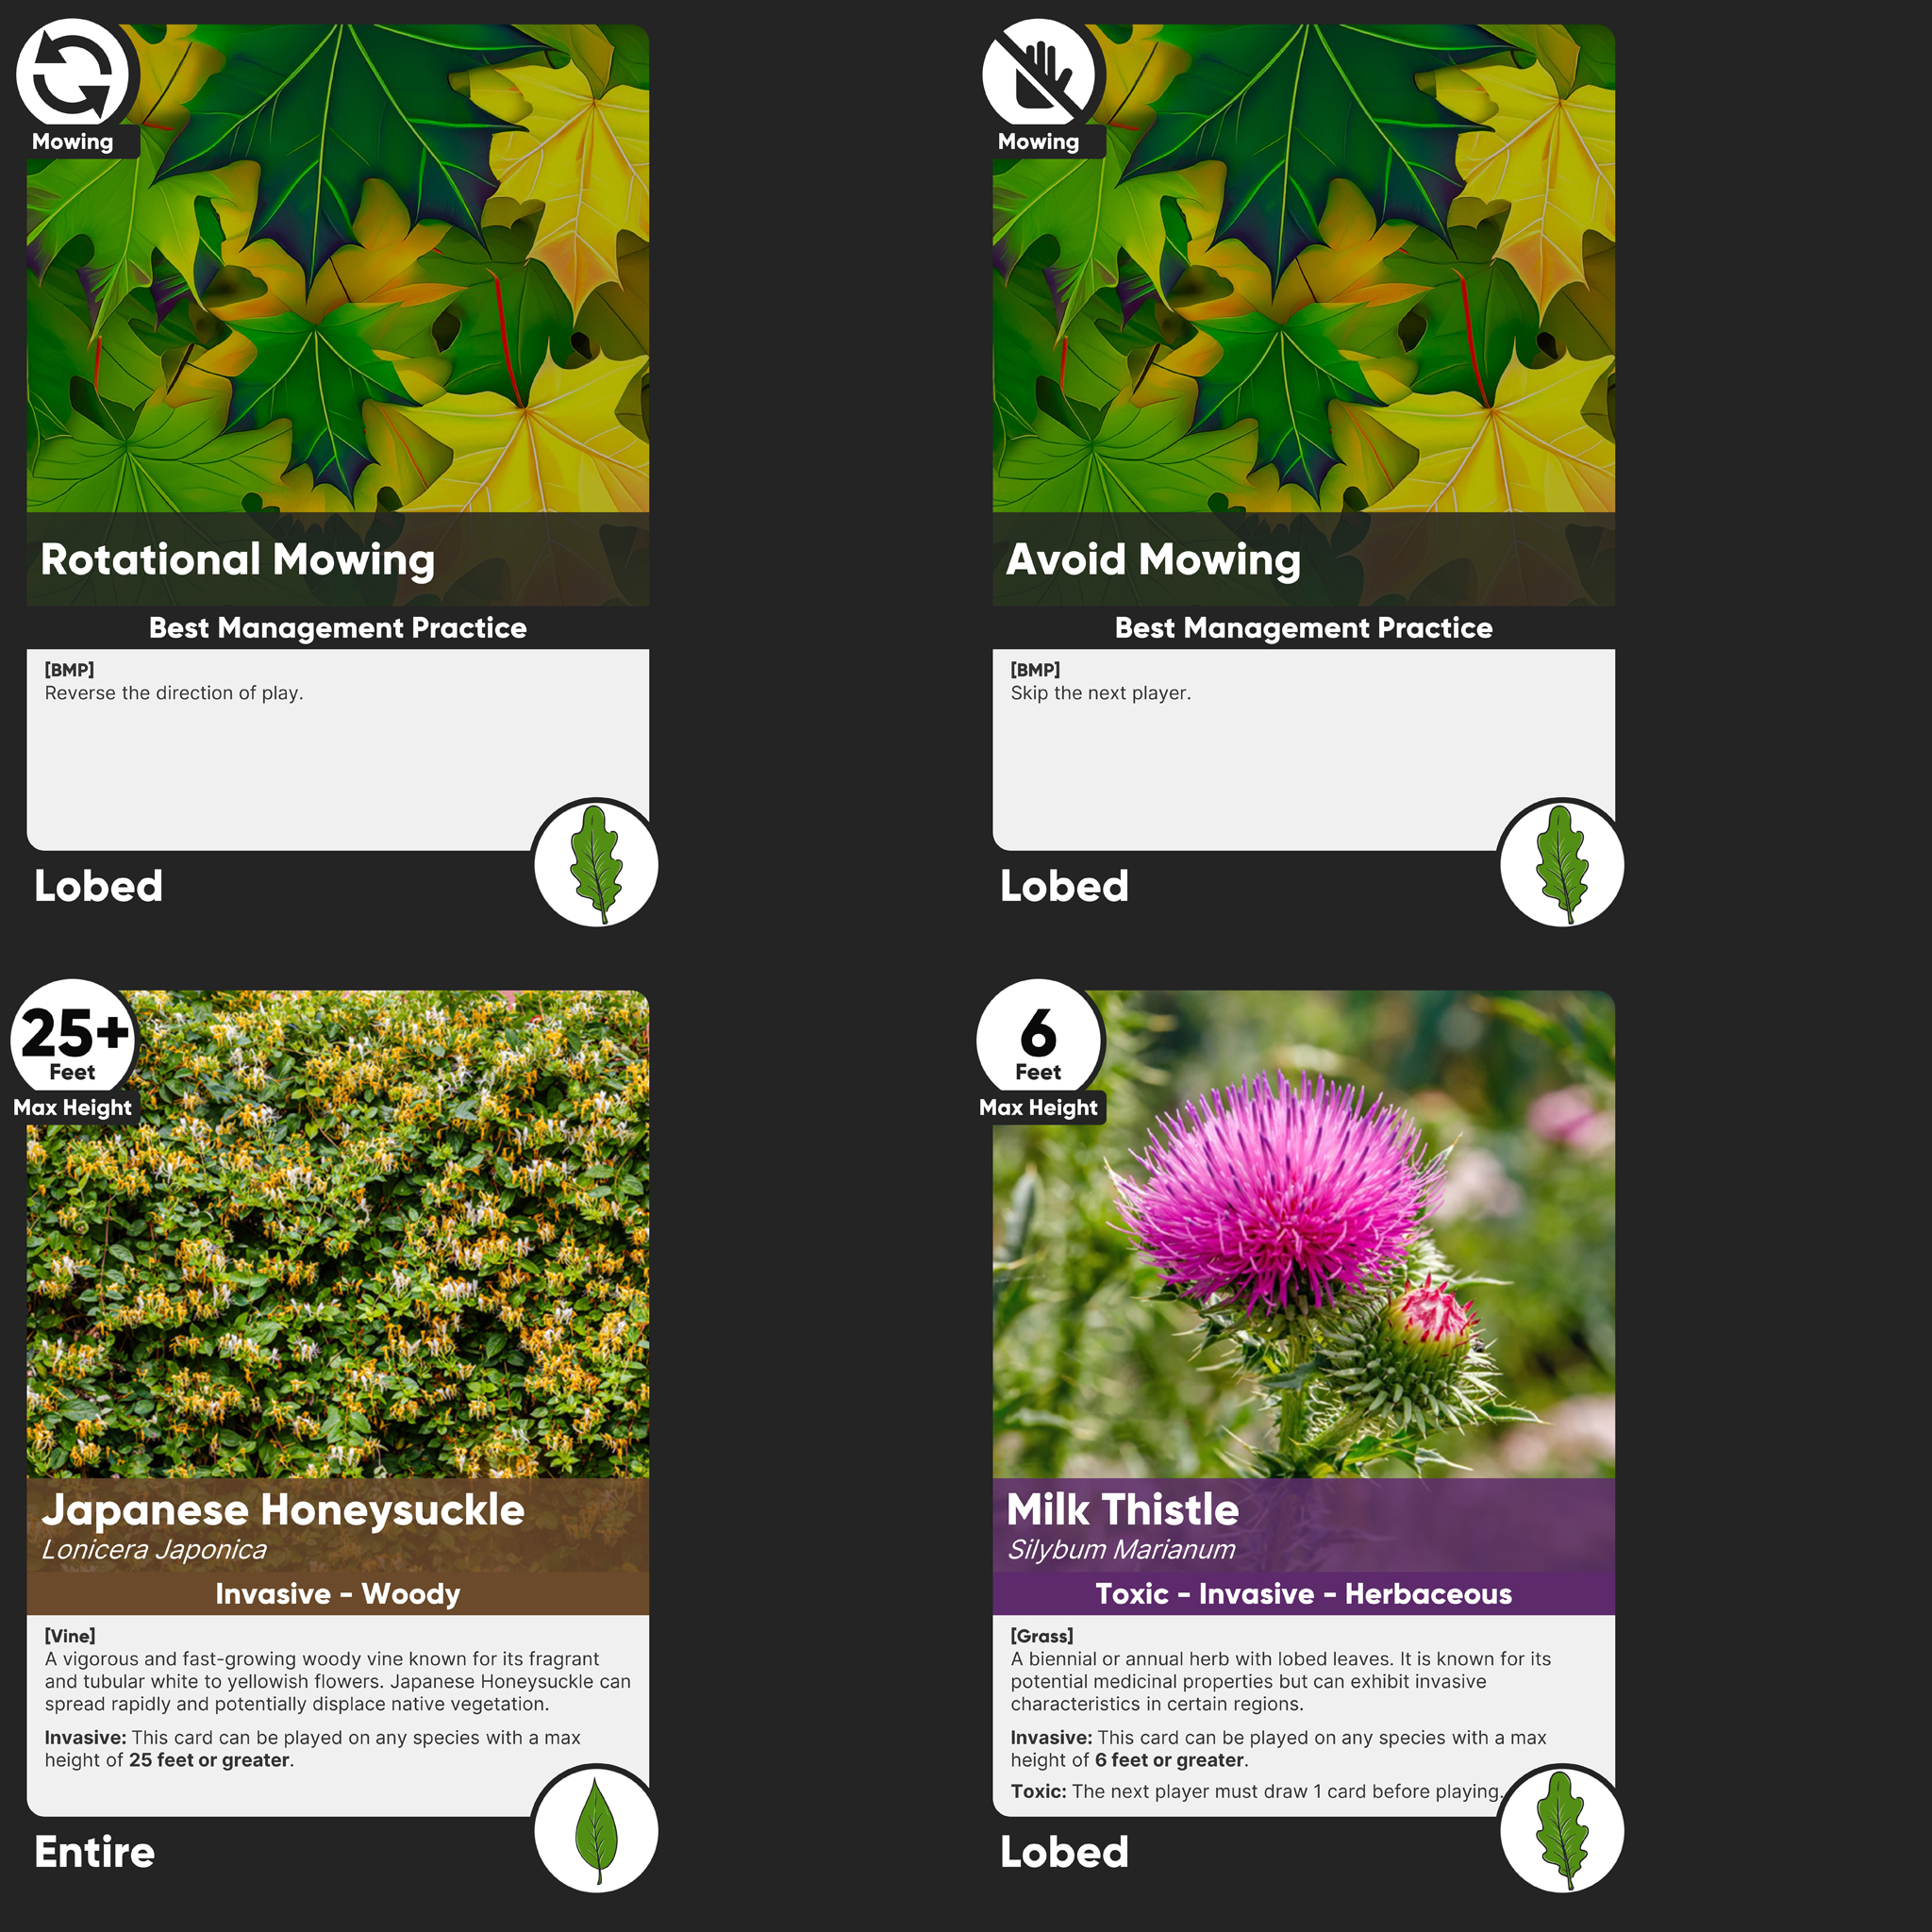 Mowing
Rotational Mowing
Best Management Practice
[BMP]
Reverse the direction of play.
Lobed
Mowing
Avoid Mowing
Best Management Practice
[BMP]
Skip the next player.
Lobed
25+
Feet
Max Height
Japanese Honeysuckle
Lonicera Japonica
Invasive - Woody
[Vine]
A vigorous and fast-growing woody vine known for its fragrant
and tubular white to yellowish flowers. Japanese Honeysuckle can
spread rapidly and potentially displace native vegetation.
Invasive: This card can be played on any species with a max
height of 25 feet or greater.
Entire
6
Feet
Max Height
Milk Thistle
Silybum Marianum
Toxic - Invasive - Herbaceous
[Grass]
A biennial or annual herb with lobed leaves. It is known for its
potential medicinal properties but can exhibit invasive
characteristics in certain regions.
Invasive: This card can be played on any species with a max
height of 6 feet or greater.
Toxic: The next player must draw 1 card before playing.
Lobed